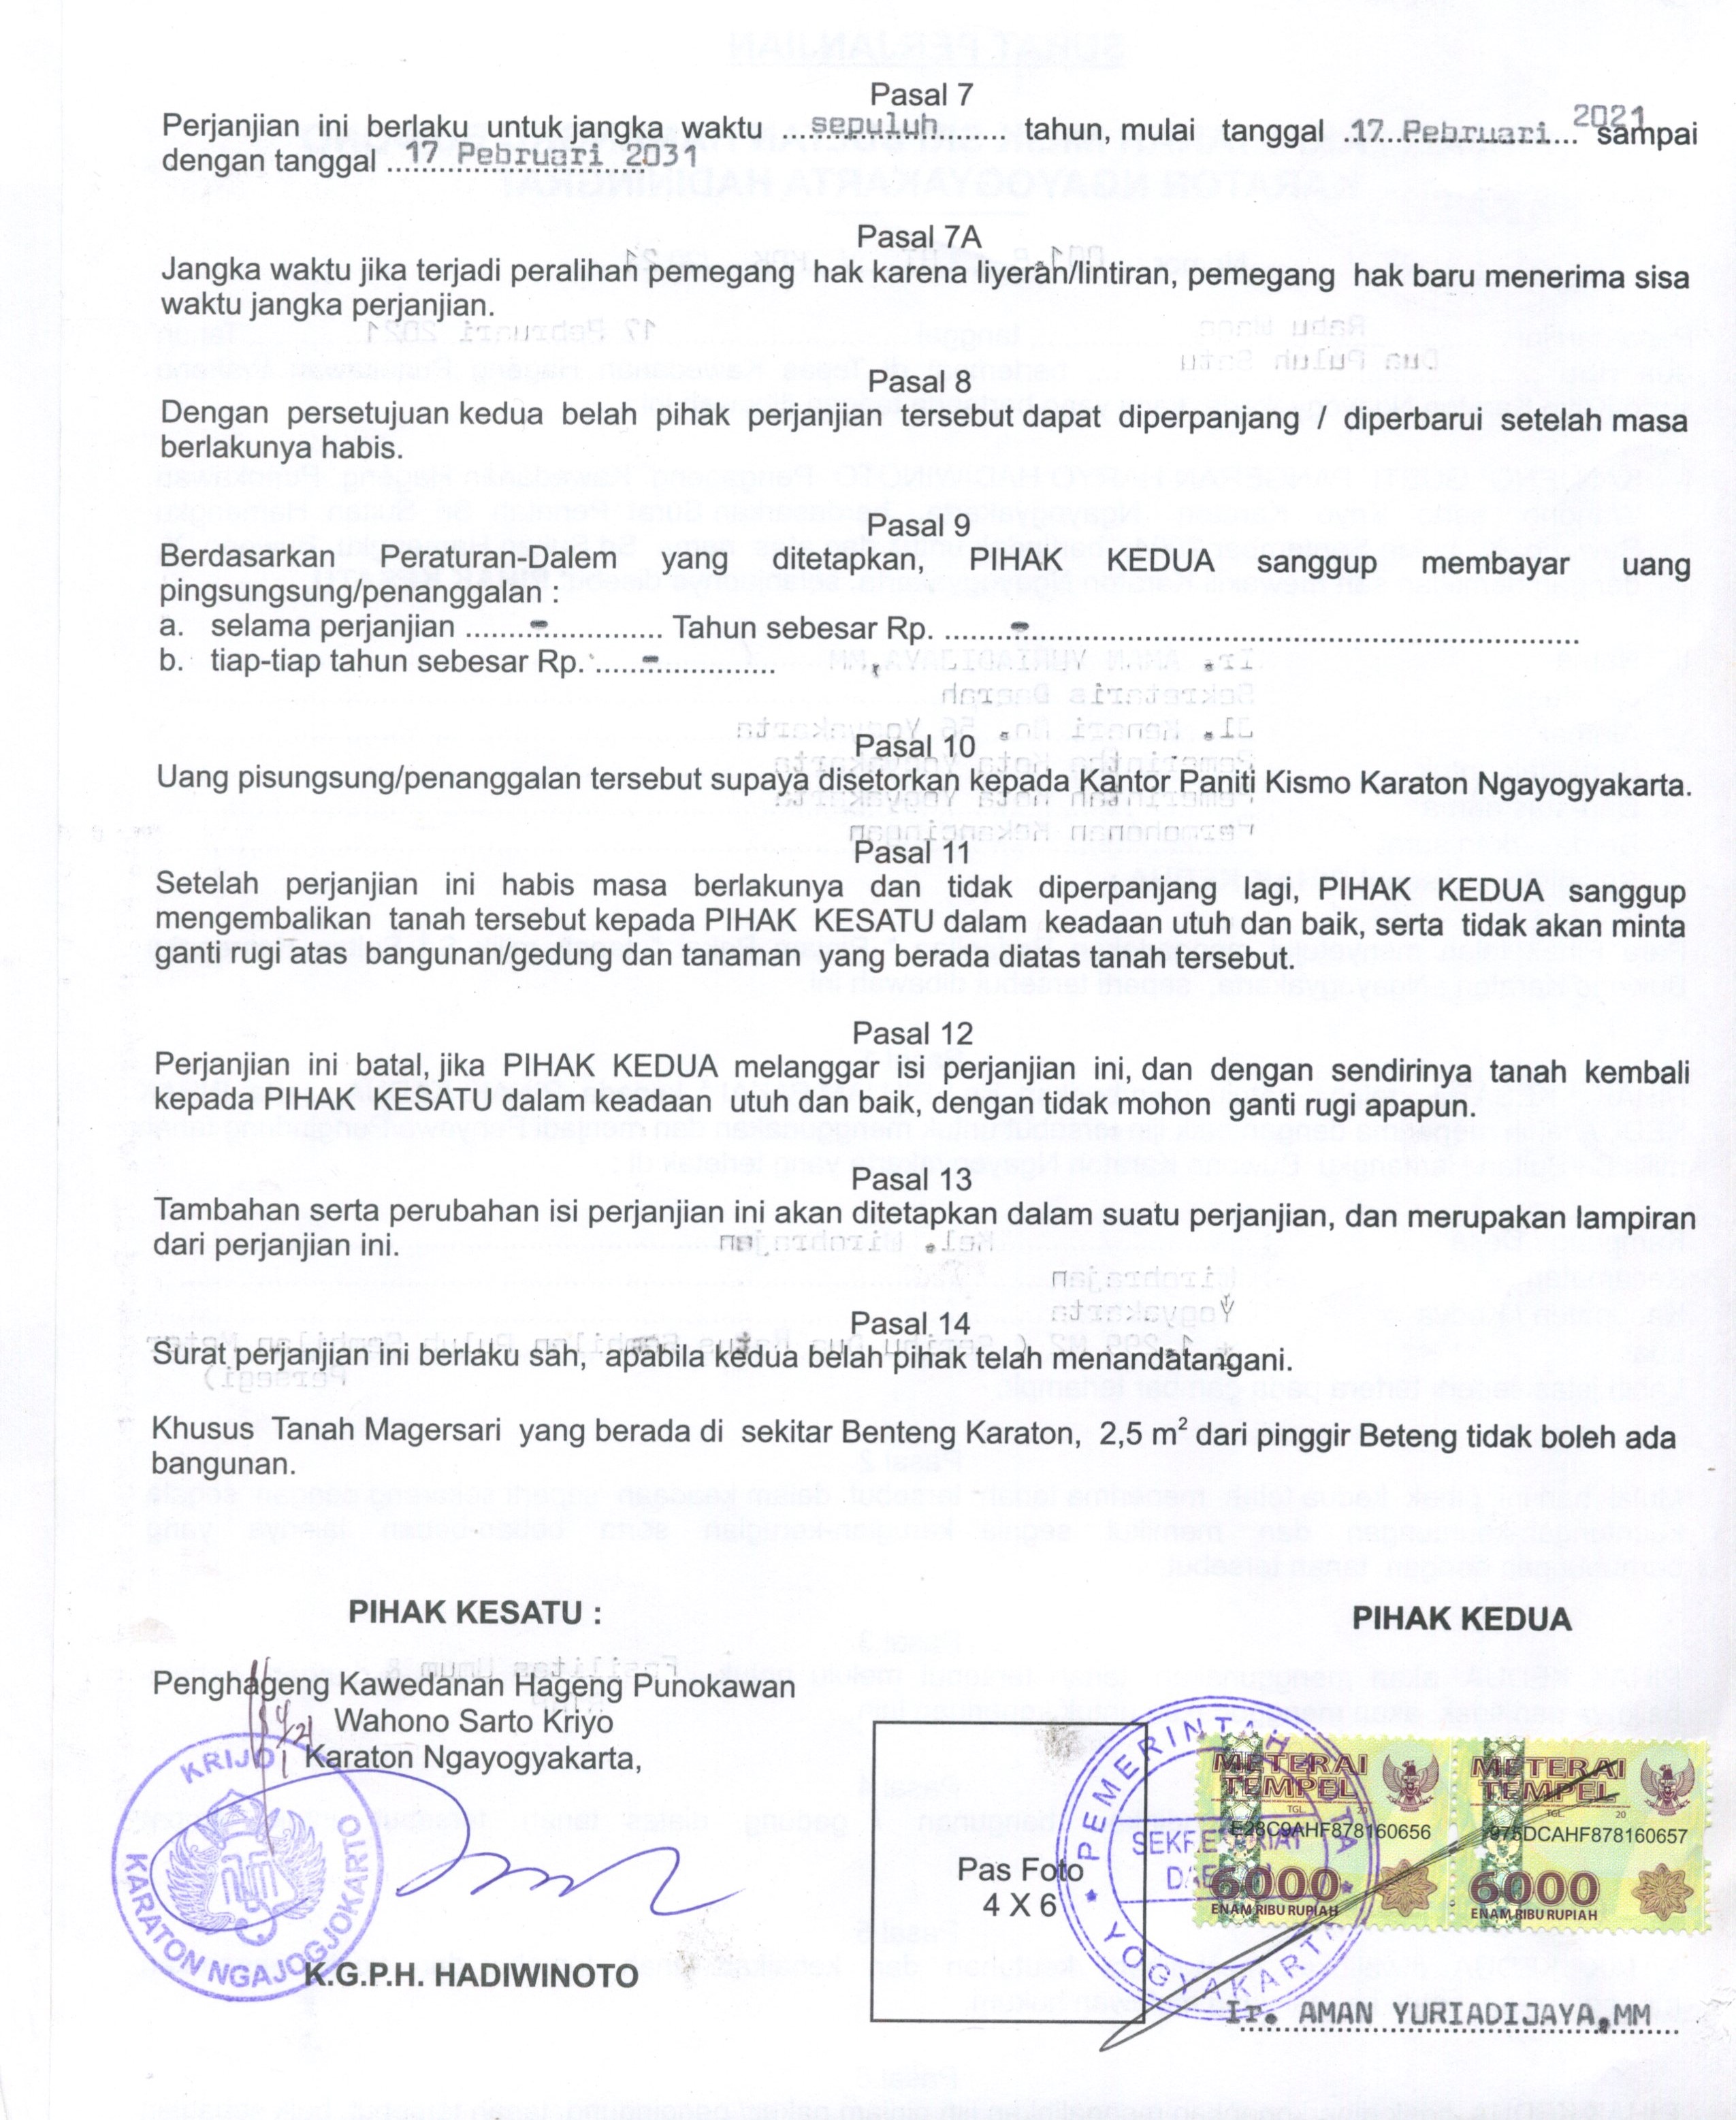 Pasal 7
Perjanjian ini berlaku untuk jangka waktu ...sepuluh....... tahun, mulai tanggal .17 Pebruari 2021... sampai
dengan tanggal ..17 Pebruari 2031
Pasal 7A
Jangka waktu jika terjadi peralihan pemegang hak karena liyeran/lintiran, pemegang hak baru menerima sisa
waktu jangka perjanjian.
Pasal 8
Dengan persetujuan kedua belah pihak perjanjian tersebut dapat diperpanjang / diperbarui setelah masa
berlakunya habis.
Pasal 9
Berdasarkan Peraturan Dalem yang ditetapkan, PIHAK KEDUA sanggup membayar uang
pingsungsung/penanggalan :
a. selama perjanjian .......-............ Tahun sebesar Rp. .......-..............................................................
b. tiap-tiap tahun sebesar Rp. ......-..............
Pasal 10
Uang pisungsung/penanggalan tersebut supaya disetorkan kepada Kantor Paniti Kismo Karaton Ngayogyakarta.
Pasal 11
Setelah perjanjian ini habis masa berlakunya dan tidak diperpanjang lagi, PIHAK KEDUA sanggup
mengembalikan tanah tersebut kepada PIHAK KESATU dalam keadaan utuh dan baik, serta tidak akan minta
ganti rugi atas bangunan/gedung dan tanaman yang berada diatas tanah tersebut.
Pasal 12
Perjanjian ini batal, jika PIHAK KEDUA melanggar isi perjanjian ini, dan dengan sendirinya tanah kembali
kepada PIHAK KESATU dalam keadaan utuh dan baik, dengan tidak mohon ganti rugi apapun.
Pasal 13
Tambahan serta perubahan isi perjanjian ini akan ditetapkan dalam suatu perjanjian, dan merupakan lampiran
dari perjanjian ini.
Pasal 14
Surat perjanjian ini berlaku sah, apabila kedua belah pihak telah menandatangani.
Khusus Tanah Magersari yang berada di sekitar Benteng Karaton, 2,5 m² dari pinggir Beteng tidak boleh ada
bangunan.
PIHAK KESATU :
PIHAK KEDUA
Penghageng Kawedanan Hageng Punokawan
Wahono Sarto Kriyo
Karaton Ngayogyakarta,
KRIJO
KARATON NGAJOGJOKARTO
K.G.P.H. HADIWINOTO
Pas Foto
4 X 6
PEMERINTAH KOTA
YOGYAKARTA
SEKRETARIAT
DAERAH
METERAI
TEMPEL
TGL 20
E28C9AHF878160656
6000
ENAM RIBU RUPIAH
METERAI
TEMPEL
TGL 20
975DCAHF878160657
6000
ENAM RIBU RUPIAH
Ir. AMAN YURIADIJAYA,MM